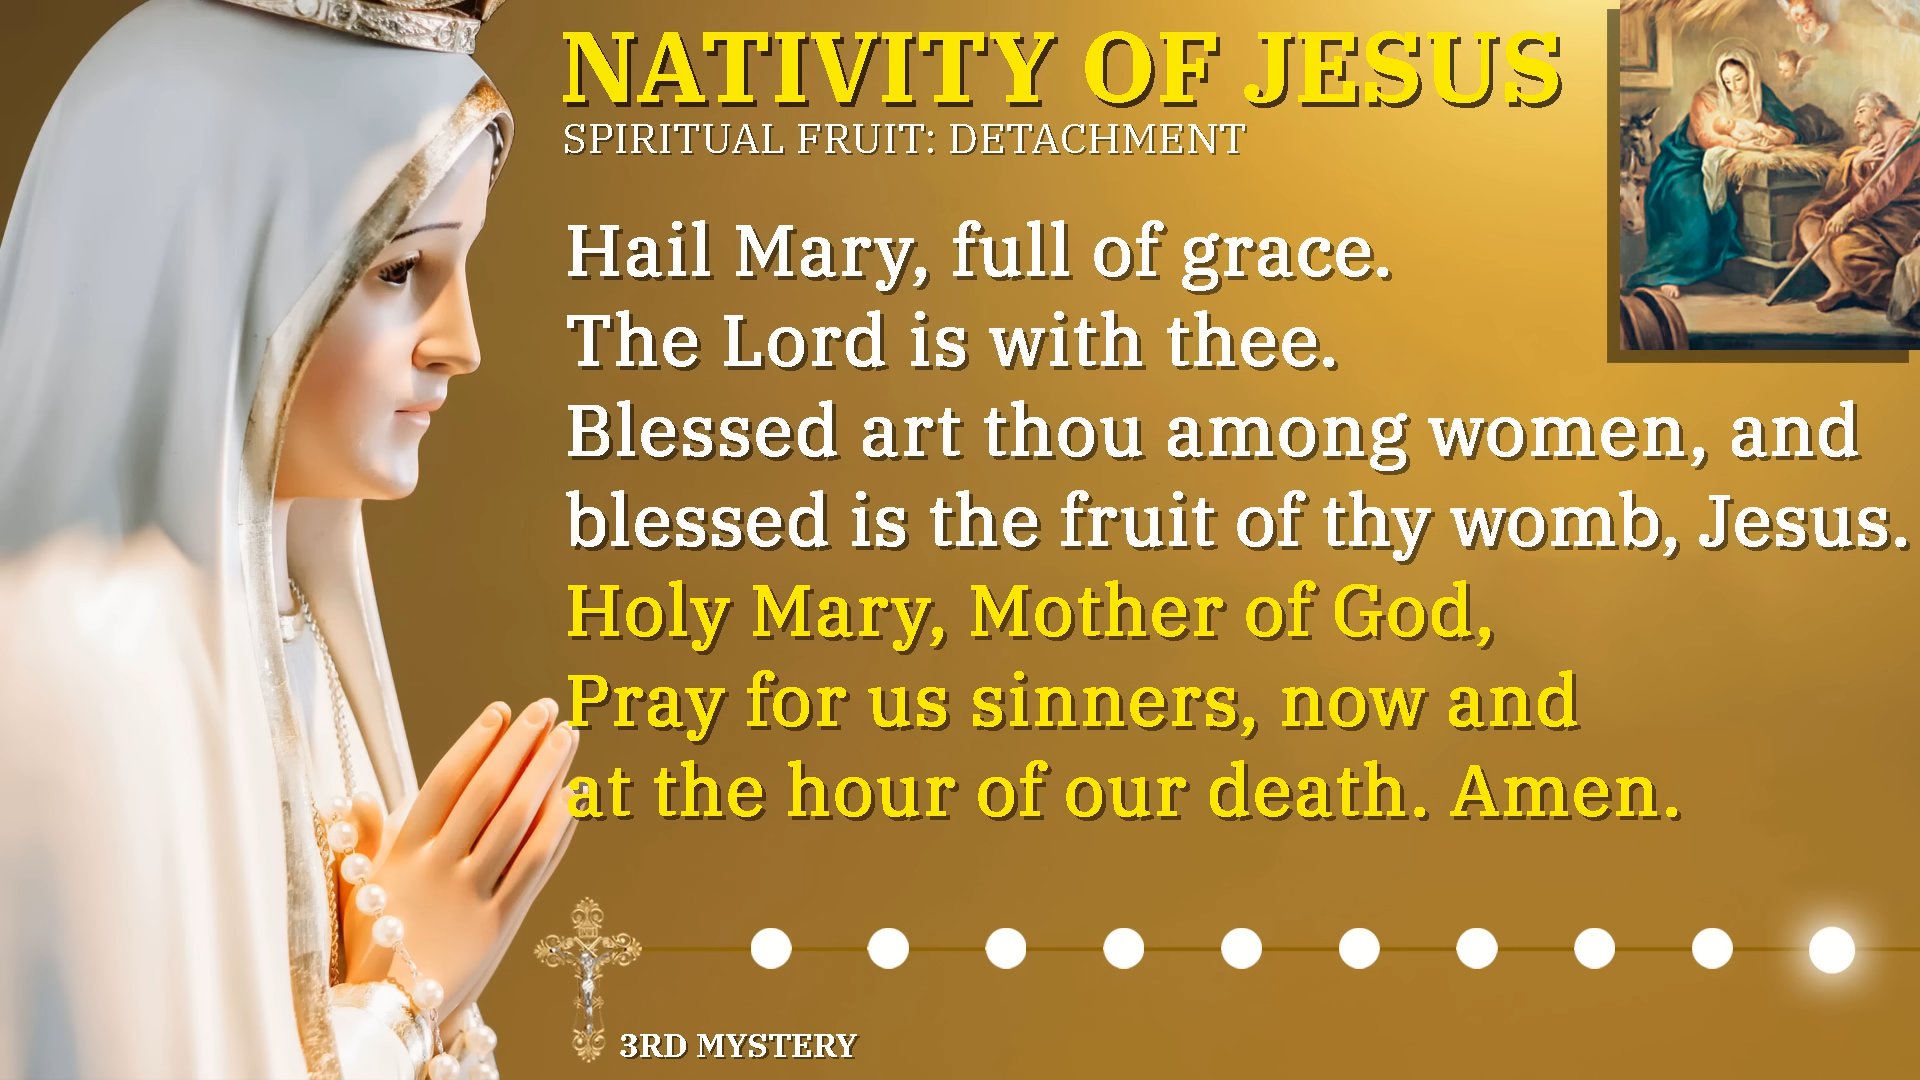 NATIVITY OF JESUS
SPIRITUAL FRUIT: DETACHMENT
Hail Mary, full of grace.
The Lord is with thee.
Blessed art thou among women, and
blessed is the fruit of thy womb, Jesus.
Holy Mary, Mother of God,
Pray for us sinners, now and
at the hour of our death. Amen.
3RD MYSTERY